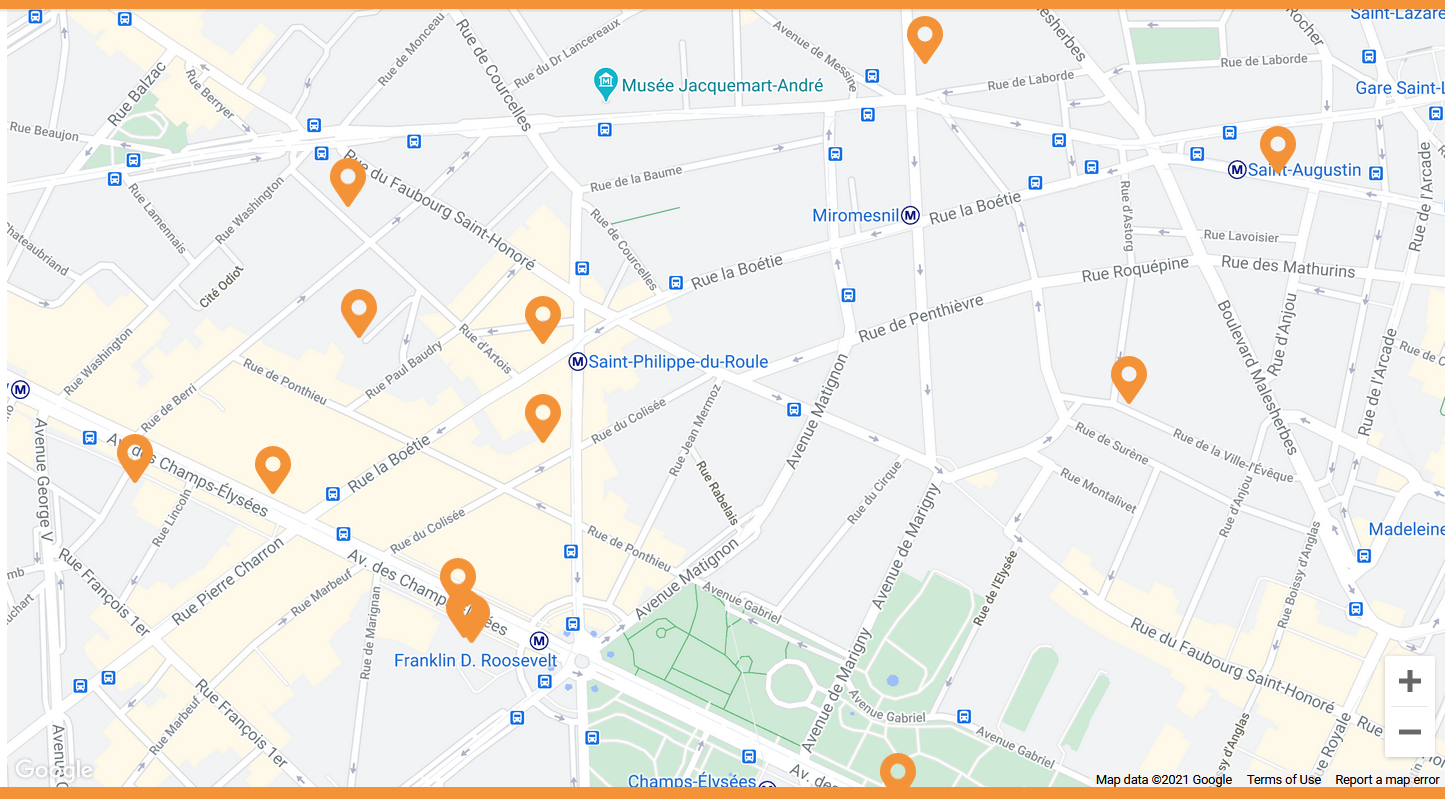 Saint-Lazare
Rue de Monceau
Rue de Courcelles
Rue du Dr Lancereaux
Avenue de Messine
Rocher
Rue Balzac
Rue Berryer
Musée Jacquemart-André
Rue de Laborde
Rue de Laborde
Gare Saint-L
Rue Beaujon
Rue du Faubourg Saint-Honoré
Rue de la Baume
Saint-Augustin
Rue Lamennais
Rue Washington
Rue de Courcelles
Miromesnil
Rue la Boétie
Rue d'Astorg
Rue Lavoisier
Rue de l'Arcade
Chateaubriand
Cité Odiot
Rue la Boétie
Rue Roquépine
Rue des Mathurins
Rue Washington
Rue d'Artois
Rue Paul Baudry
Rue de Penthièvre
Boulevard Malesherbes
Rue d'Anjou
Rue de l'Arcade
Rue de Ponthieu
Saint-Philippe-du-Roule
Rue de Berri
Rue du Colisée
Rue Jean Mermoz
Avenue Matignon
Avenue George V
Av. des Champs-Élysées
Rue la Boétie
Rue Rabelais
Rue du Cirque
Rue de Surène
Rue de la Ville-l'Évêque
Rue Montalivet
Rue d'Anjou
Rue Lincoln
Rue du Colisée
Rue de Ponthieu
Avenue de Marigny
Madeleine
Rue François 1er
Rue Pierre Charron
Rue Marbeuf
Av. des Champs-Élysées
Avenue Matignon
Avenue Gabriel
Rue de l'Elysée
Rue Boissy d'Anglas
Rue de Marignan
Franklin D. Roosevelt
Avenue de Marigny
Rue du Faubourg Saint-Honoré
Rue François 1er
Rue Marbeuf
Avenue Gabriel
Avenue Gabriel
Rue Royale
Champs-Élysées
Av. des
Google
Map data ©2021 Google
Terms of Use
Report a map error